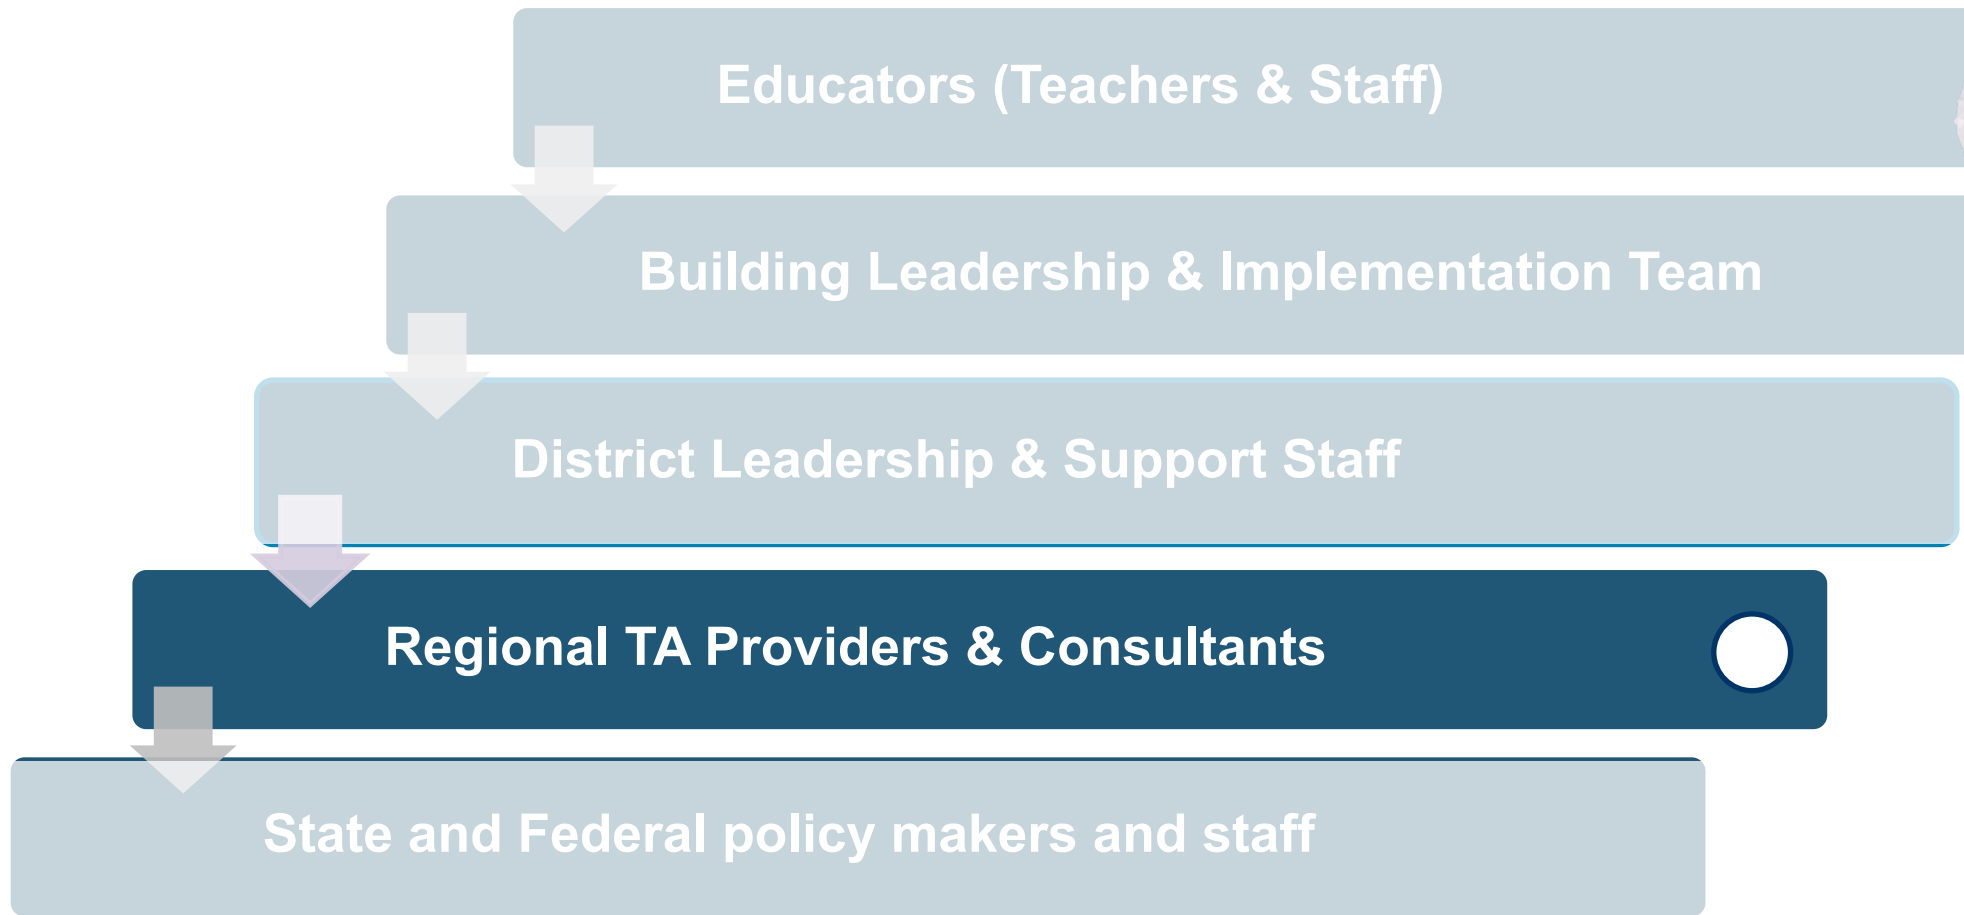 Educators (Teachers & Staff)
Building Leadership & Implementation Team
District Leadership & Support Staff
Regional TA Providers & Consultants
State and Federal policy makers and staff